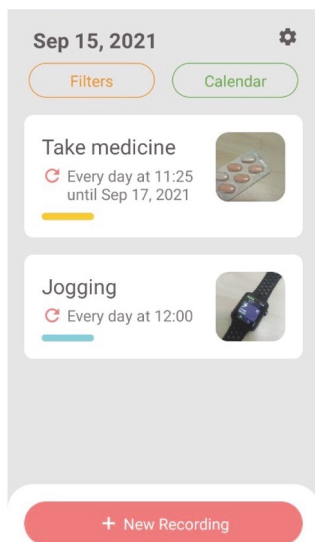 Sep 15, 2021
Filters
Calendar
Take medicine
Every day at 11:25
until Sep 17, 2021
Jogging
Every day at 12:00
+ New Recording